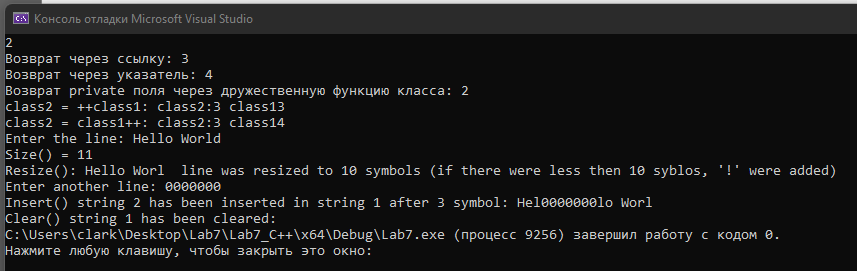 Консоль отладки Microsoft Visual Studio
2
Возврат через ссылку: 3
Возврат через указатель: 4
Возврат private поля через дружественную функцию класса: 2
class2 = ++class1: class2:3 class13
class2 = class1++: class2:3 class14
Enter the line: Hello World
Size() = 11
Resize(): Hello Worl  line was resized to 10 symbols (if there were less then 10 syblos, '!' were added)
Enter another line: 0000000
Insert() string 2 has been inserted in string 1 after 3 symbol: Hel0000000lo Worl
Clear() string 1 has been cleared:
C:\Users\clark\Desktop\Lab7\Lab7_C++\x64\Debug\Lab7.exe (процесс 9256) завершил работу с кодом 0.
Нажмите любую клавишу, чтобы закрыть это окно: